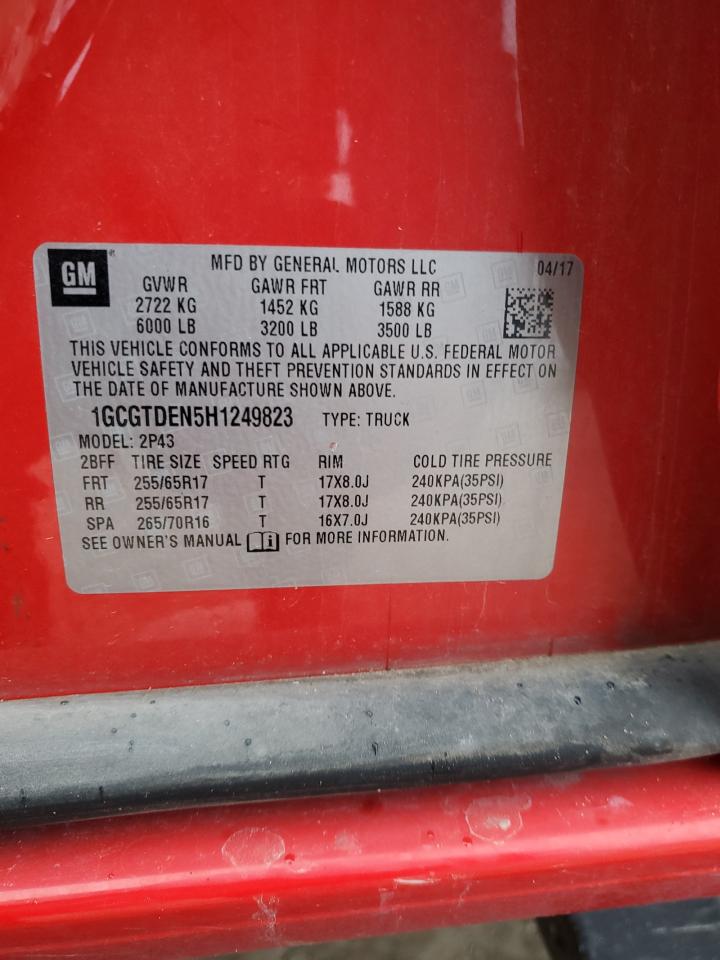 GM ® MFD BY GENERAL MOTORS LLC 04/17
GVWR GAWR FRT GAWR RR
2722 KG 1452 KG 1588 KG
6000 LB 3200 LB 3500 LB
THIS VEHICLE CONFORMS TO ALL APPLICABLE U.S. FEDERAL MOTOR
VEHICLE SAFETY AND THEFT PREVENTION STANDARDS IN EFFECT ON
THE DATE OF MANUFACTURE SHOWN ABOVE.
1GCGTDEN5H1249823 TYPE: TRUCK
MODEL: 2P43
2BFF TIRE SIZE SPEED RTG RIM COLD TIRE PRESSURE
FRT 255/65R17 T 17X8.0J 240KPA(35PSI)
RR 255/65R17 T 17X8.0J 240KPA(35PSI)
SPA 265/70R16 T 16X7.0J 240KPA(35PSI)
SEE OWNER'S MANUAL i FOR MORE INFORMATION.